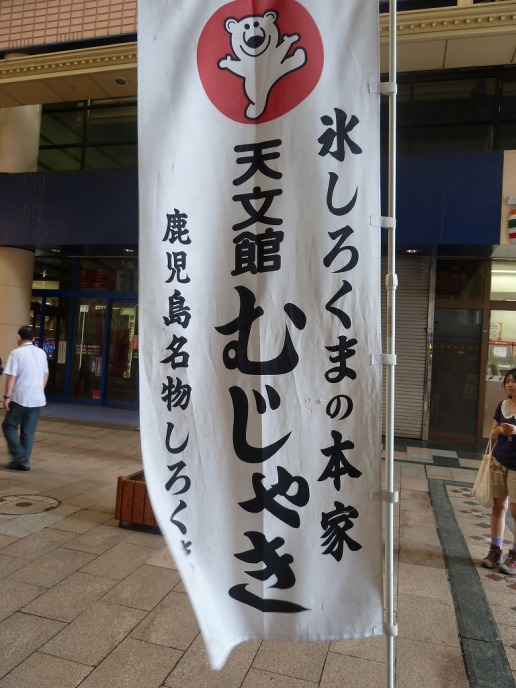 氷しろくまの本家
天文館
むじゃき
鹿児島名物しろく